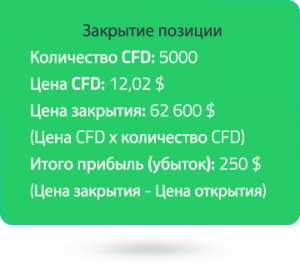 Закрытие позиции
Количество CFD: 5000
Цена CFD: 12,02 $
Цена закрытия: 62 600 $
(Цена CFD x количество CFD)
Итого прибыль (убыток): 250 $
(Цена закрытия - Цена открытия)